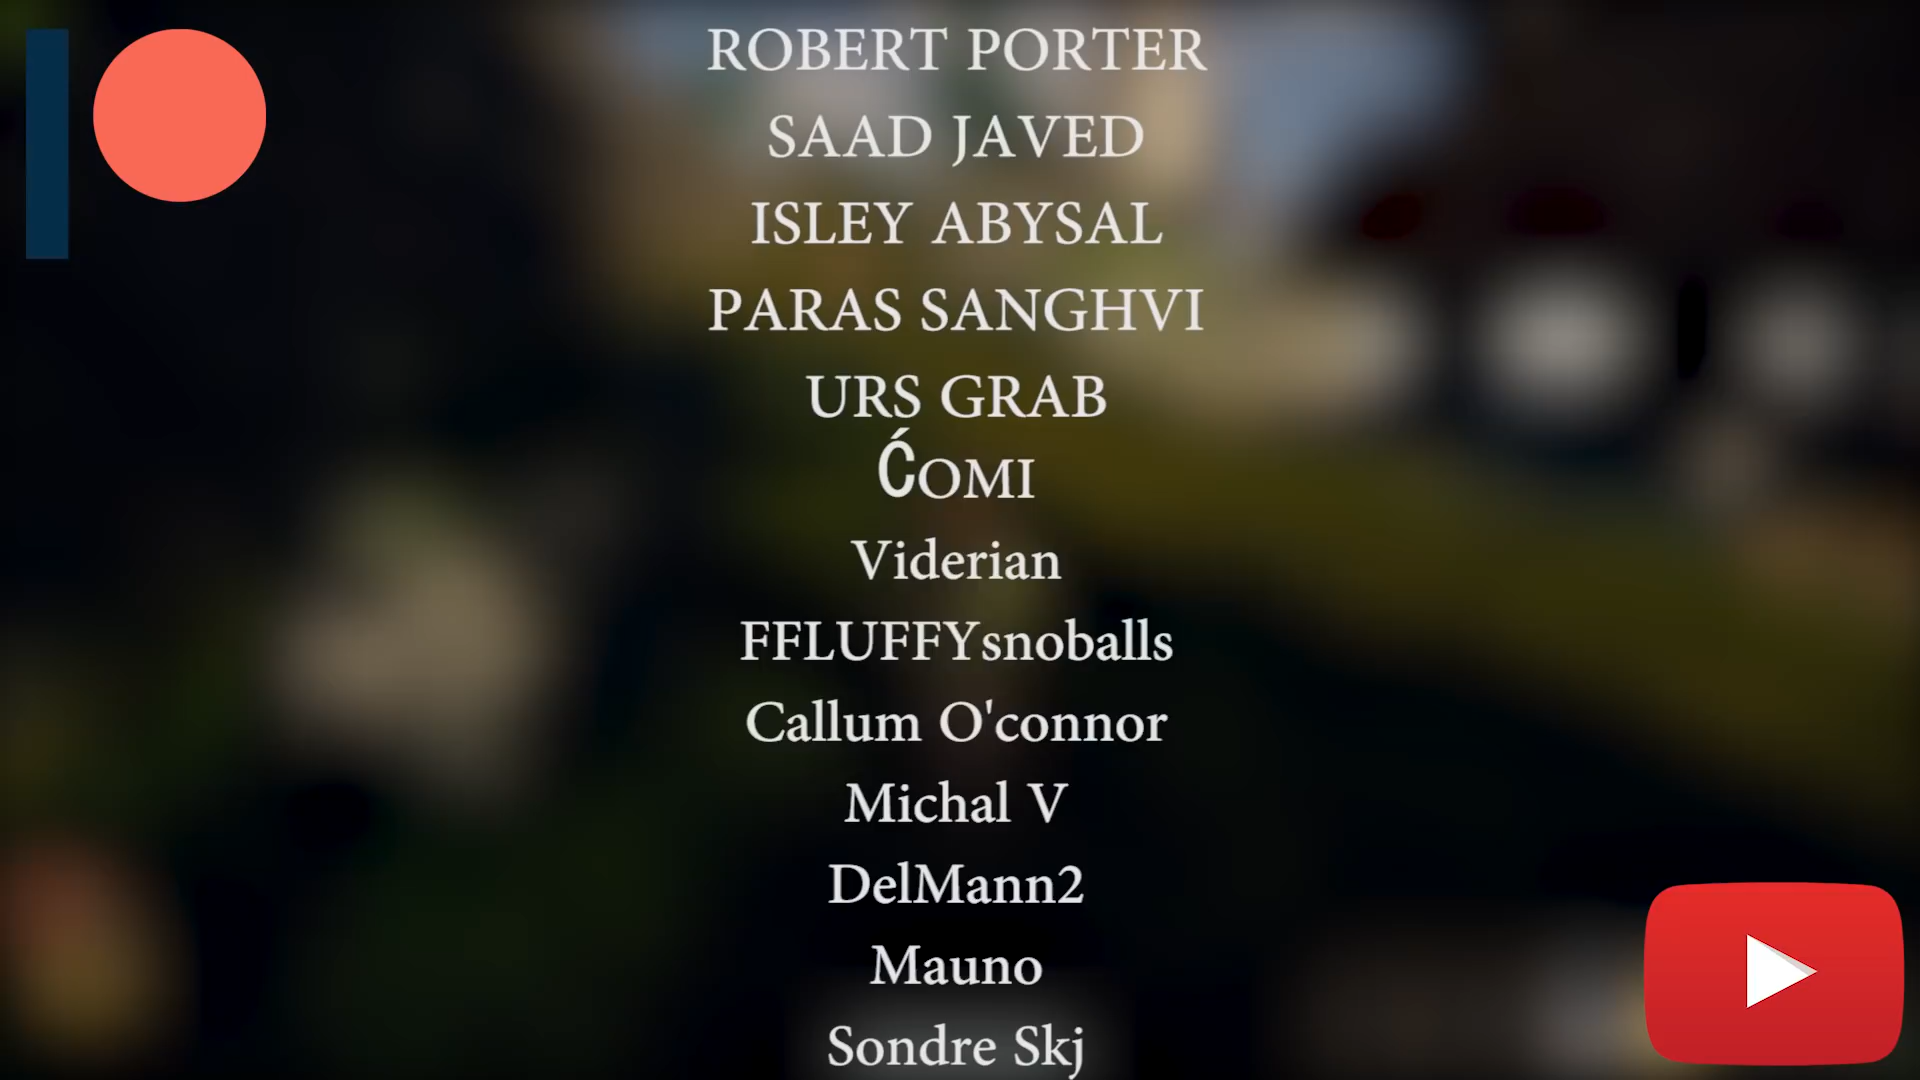 ROBERT PORTER
SAAD JAVED
ISLEY ABYSAL
PARAS SANGHVI
URS GRAB
ĆOMI
Viderian
FFLUFFYsnoballs
Callum O'connor
Michal V
DelMann2
Mauno
Sondre Skj